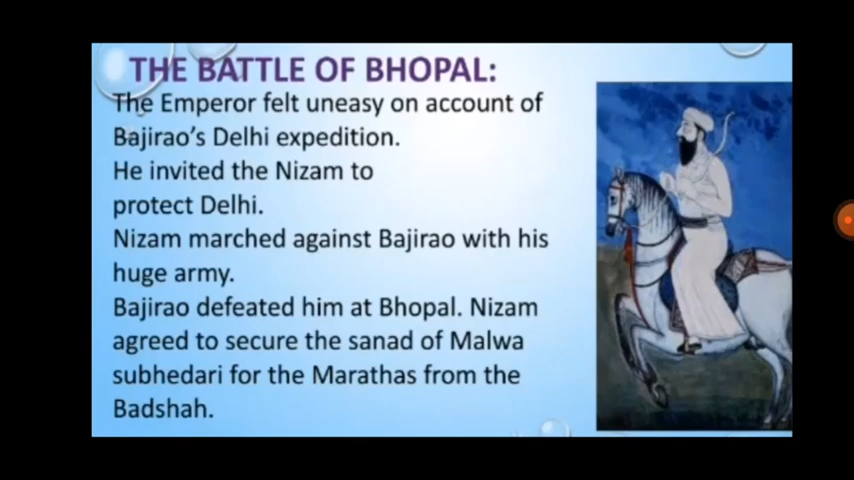 THE BATTLE OF BHOPAL:
The Emperor felt uneasy on account of
Bajirao’s Delhi expedition.
He invited the Nizam to
protect Delhi.
Nizam marched against Bajirao with his
huge army.
Bajirao defeated him at Bhopal. Nizam
agreed to secure the sanad of Malwa
subhedari for the Marathas from the
Badshah.